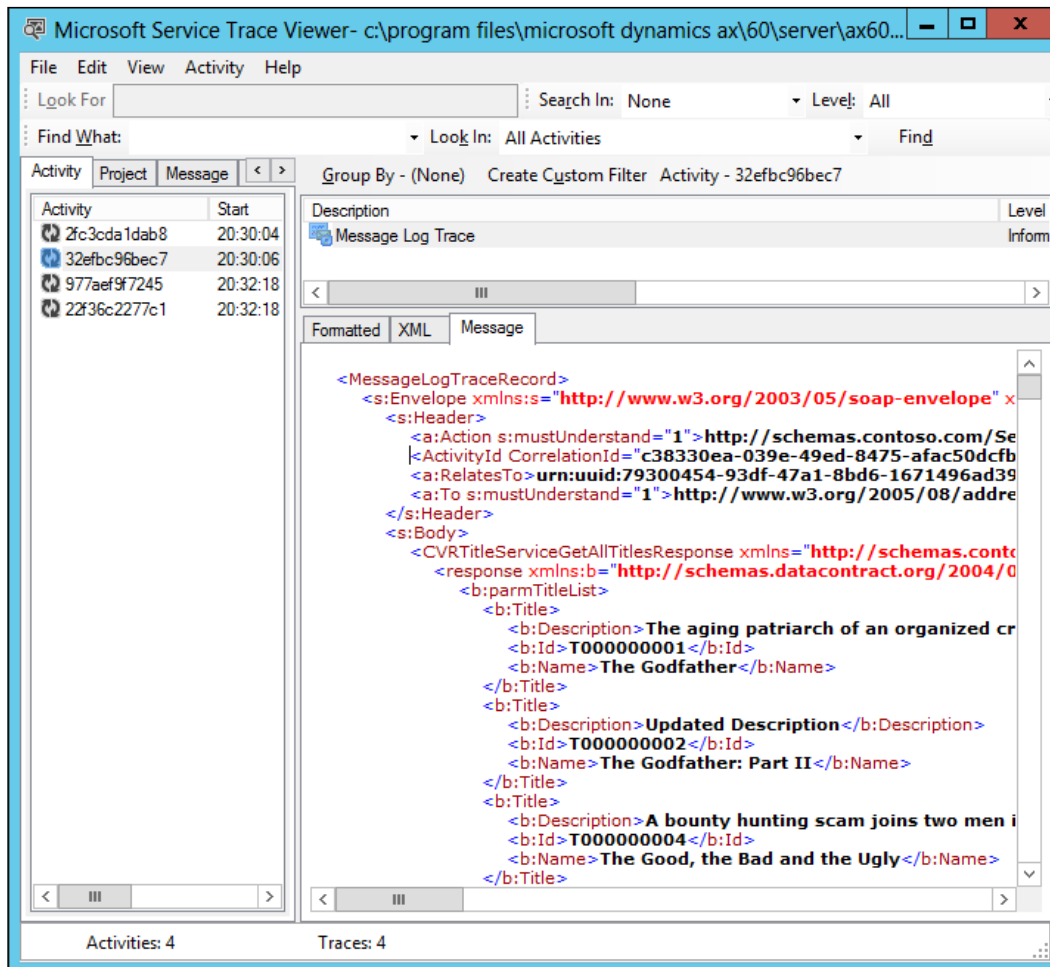 Microsoft Service Trace Viewer- c:\program files\microsoft dynamics ax\60\server\ax60...
File Edit View Activity Help
Look For Search In: None Level: All
Find What: Look In: All Activities Find
Activity Project Message Group By - (None) Create Custom Filter Activity - 32efbc96bec7
Activity Start
2fc3cda1dab8 20:30:04
32efbc96bec7 20:30:06
977aef9f7245 20:32:18
22f36c2277c1 20:32:18
Description Level
Message Log Trace Inform
Formatted XML Message
<MessageLogTraceRecord>
<s:Envelope xmlns:s="http://www.w3.org/2003/05/soap-envelope" x
<s:Header>
<a:Action s:mustUnderstand="1">http://schemas.contoso.com/Se
<ActivityId CorrelationId="c38330ea-039e-49ed-8475-afac50dcfb
<a:RelatesTo>urn:uuid:79300454-93df-47a1-8bd6-1671496ad39
<a:To s:mustUnderstand="1">http://www.w3.org/2005/08/addre
</s:Header>
<s:Body>
<CVRTitleServiceGetAllTitlesResponse xmlns="http://schemas.conto
<response xmlns:b="http://schemas.datacontract.org/2004/0
<b:parmTitleList>
<b:Title>
<b:Description>The aging patriarch of an organized cr
<b:Id>T000000001</b:Id>
<b:Name>The Godfather</b:Name>
</b:Title>
<b:Title>
<b:Description>Updated Description</b:Description>
<b:Id>T000000002</b:Id>
<b:Name>The Godfather: Part II</b:Name>
</b:Title>
<b:Title>
<b:Description>A bounty hunting scam joins two men i
<b:Id>T000000004</b:Id>
<b:Name>The Good, the Bad and the Ugly</b:Name>
</b:Title>
Activities: 4 Traces: 4